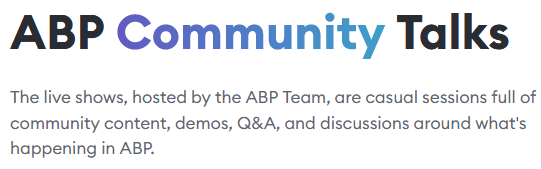 ABP Community Talks
The live shows, hosted by the ABP Team, are casual sessions full of
community content, demos, Q&A, and discussions around what's
happening in ABP.